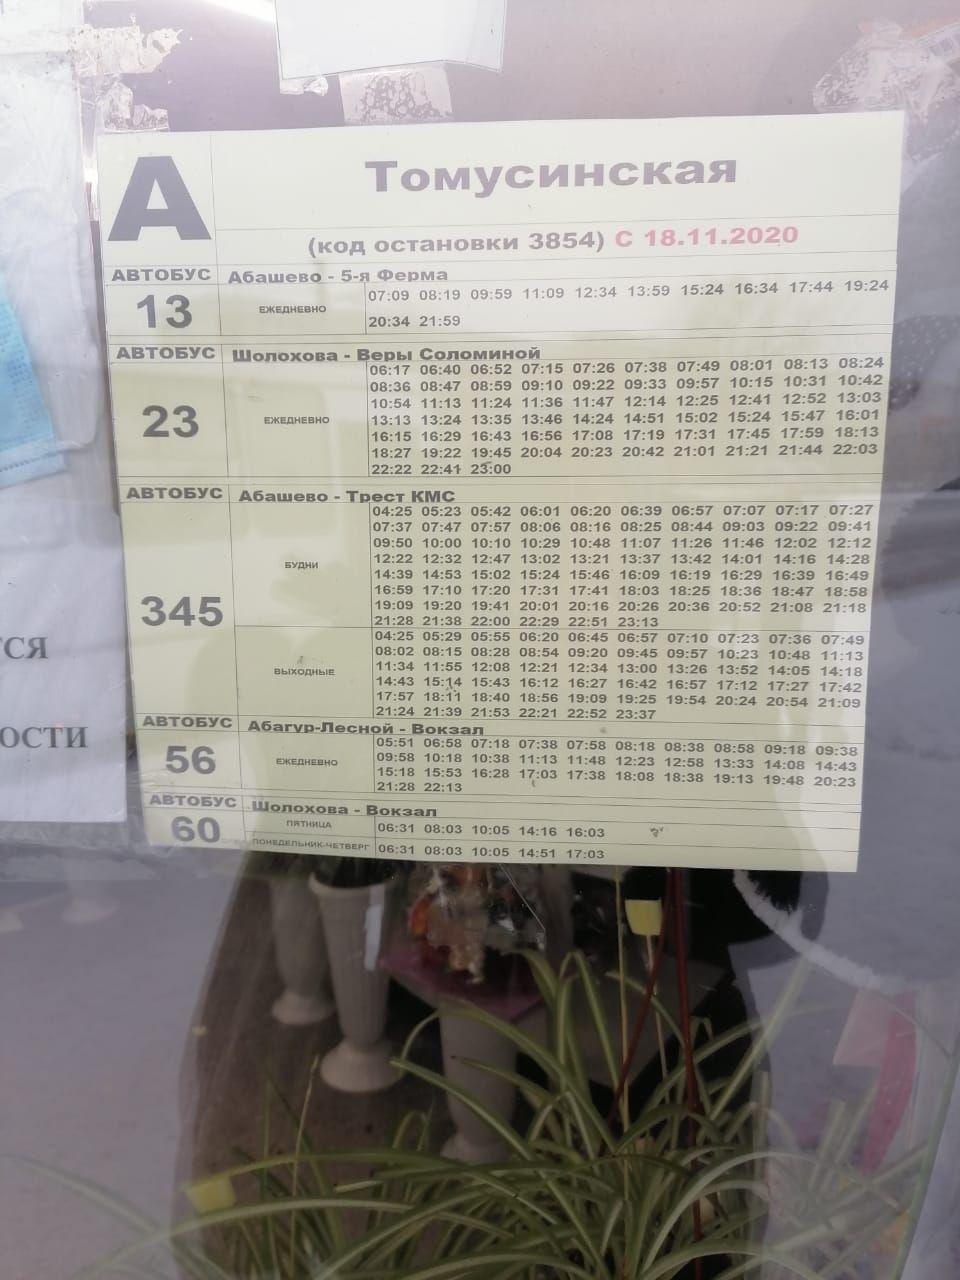 А
Томусинская
(код остановки 3854) С 18.11.2020
АВТОБУС Абашево - 5-я Ферма
13
ЕЖЕДНЕВНО
07:09 08:19 09:59 11:09 12:34 13:59 15:24 16:34 17:44 19:24
20:34 21:59
АВТОБУС Шолохова - Веры Соломиной
23
ЕЖЕДНЕВНО
06:17 06:40 06:52 07:15 07:26 07:38 07:49 08:01 08:13 08:24
08:36 08:47 08:59 09:10 09:22 09:33 09:57 10:15 10:31 10:42
10:54 11:13 11:24 11:36 11:47 12:14 12:25 12:41 12:52 13:03
13:13 13:24 13:35 13:46 14:24 14:51 15:02 15:24 15:47 16:01
16:15 16:29 16:43 16:56 17:08 17:19 17:31 17:45 17:59 18:13
18:27 19:22 19:45 20:04 20:23 20:42 21:01 21:21 21:44 22:03
22:22 22:41 23:00
АВТОБУС Абашево - Трест КМС
345
БУДНИ
04:25 05:23 05:42 06:01 06:20 06:39 06:57 07:07 07:17 07:27
07:37 07:47 07:57 08:06 08:16 08:25 08:44 09:03 09:22 09:41
09:50 10:00 10:10 10:29 10:48 11:07 11:26 11:46 12:02 12:12
12:22 12:32 12:47 13:02 13:21 13:37 13:42 14:01 14:16 14:28
14:39 14:53 15:02 15:24 15:46 16:09 16:19 16:29 16:39 16:49
16:59 17:10 17:20 17:31 17:41 18:03 18:25 18:36 18:47 18:58
19:09 19:20 19:41 20:01 20:16 20:26 20:36 20:52 21:08 21:18
21:28 21:38 22:00 22:29 22:51 23:13
ВЫХОДНЫЕ
04:25 05:29 05:55 06:20 06:45 06:57 07:10 07:23 07:36 07:49
08:02 08:15 08:28 08:54 09:20 09:45 09:57 10:23 10:48 11:13
11:34 11:55 12:08 12:21 12:34 13:00 13:26 13:52 14:05 14:18
14:43 15:14 15:43 16:12 16:27 16:42 16:57 17:12 17:27 17:42
17:57 18:11 18:40 18:56 19:09 19:25 19:54 20:24 20:54 21:09
21:24 21:39 21:53 22:21 22:52 23:37
АВТОБУС Абагур-Лесной - Вокзал
56
ЕЖЕДНЕВНО
05:51 06:58 07:18 07:38 07:58 08:18 08:38 08:58 09:18 09:38
09:58 10:18 10:38 11:13 11:48 12:23 12:58 13:33 14:08 14:43
15:18 15:53 16:28 17:03 17:38 18:08 18:38 19:13 19:48 20:23
21:28 22:13
АВТОБУС Шолохова - Вокзал
60
ПЯТНИЦА 06:31 08:03 10:05 14:16 16:03
ПОНЕДЕЛЬНИК-ЧЕТВЕРГ 06:31 08:03 10:05 14:51 17:03
ТСЯ
ОСТИ